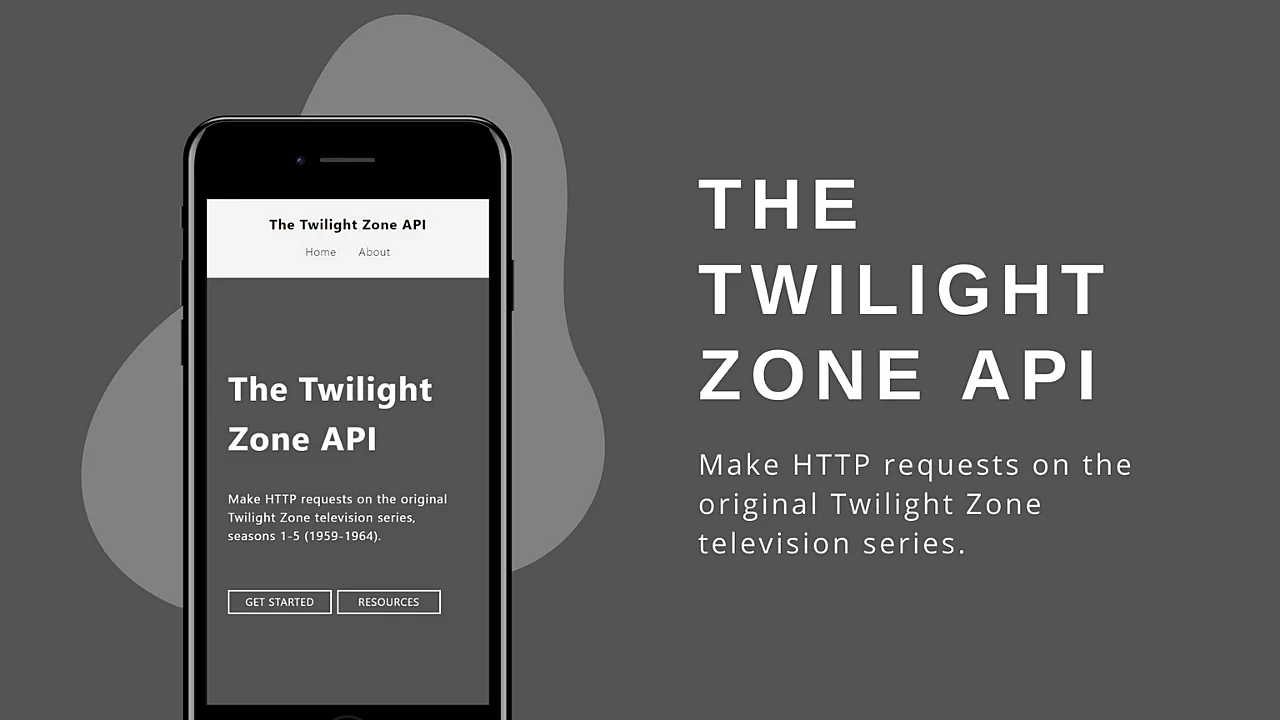 The Twilight Zone API
Home About
The Twilight
Zone API
Make HTTP requests on the original
Twilight Zone television series,
seasons 1-5 (1959-1964).
GET STARTED RESOURCES
THE
TWILIGHT
ZONE API
Make HTTP requests on the
original Twilight Zone
television series.